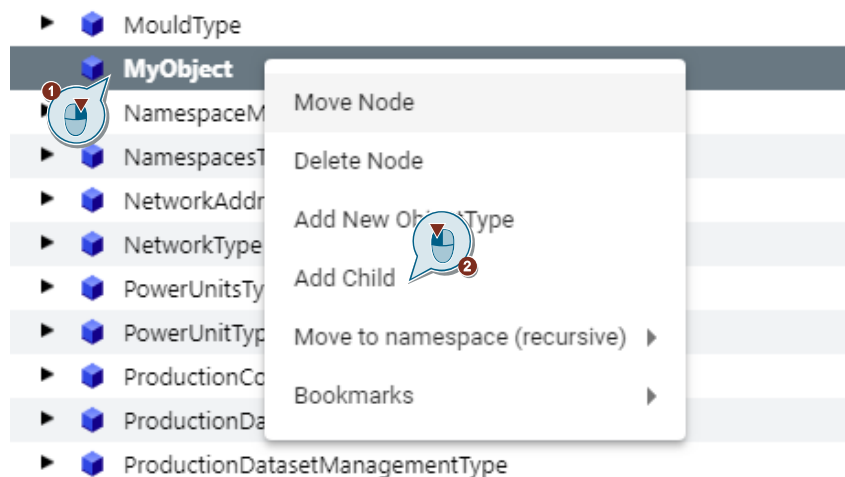 MouldType
MyObject
1
Move Node
NamespaceM
Delete Node
NamespacesT
NetworkAddr
Add New ObjectType
NetworkType
2
Add Child
PowerUnitsTy
PowerUnitTyp
Move to namespace (recursive)
ProductionCo
Bookmarks
ProductionDa
ProductionDatasetManagementType